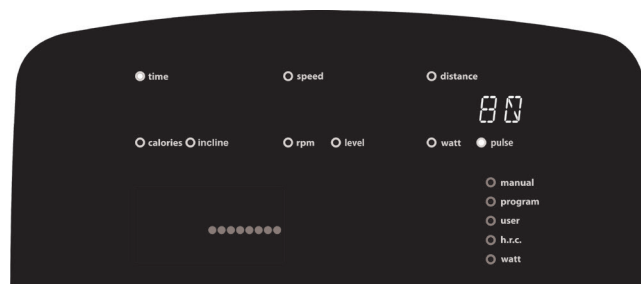 time speed distance
80
calories incline rpm level watt pulse
manual
program
user
h.r.c.
watt